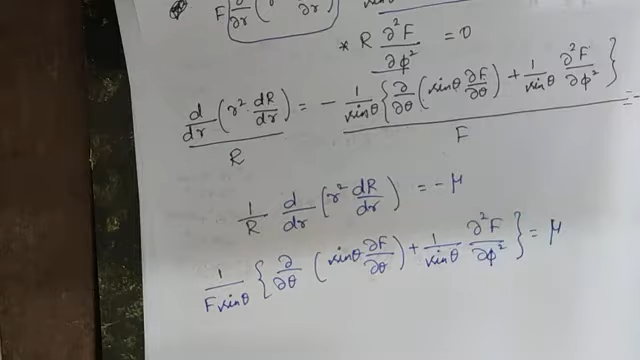 F ∂/∂r (
* R ∂²F/∂φ² = 0
d/dr (r² dR/dr) / R = - 1/sinθ { ∂/∂θ (sinθ ∂F/∂θ) + 1/sinθ ∂²F/∂φ² } / F =-
1/R d/dr (r² dR/dr) = -μ
1/(F sinθ) { ∂/∂θ (sinθ ∂F/∂θ) + 1/sinθ ∂²F/∂φ² } = μ